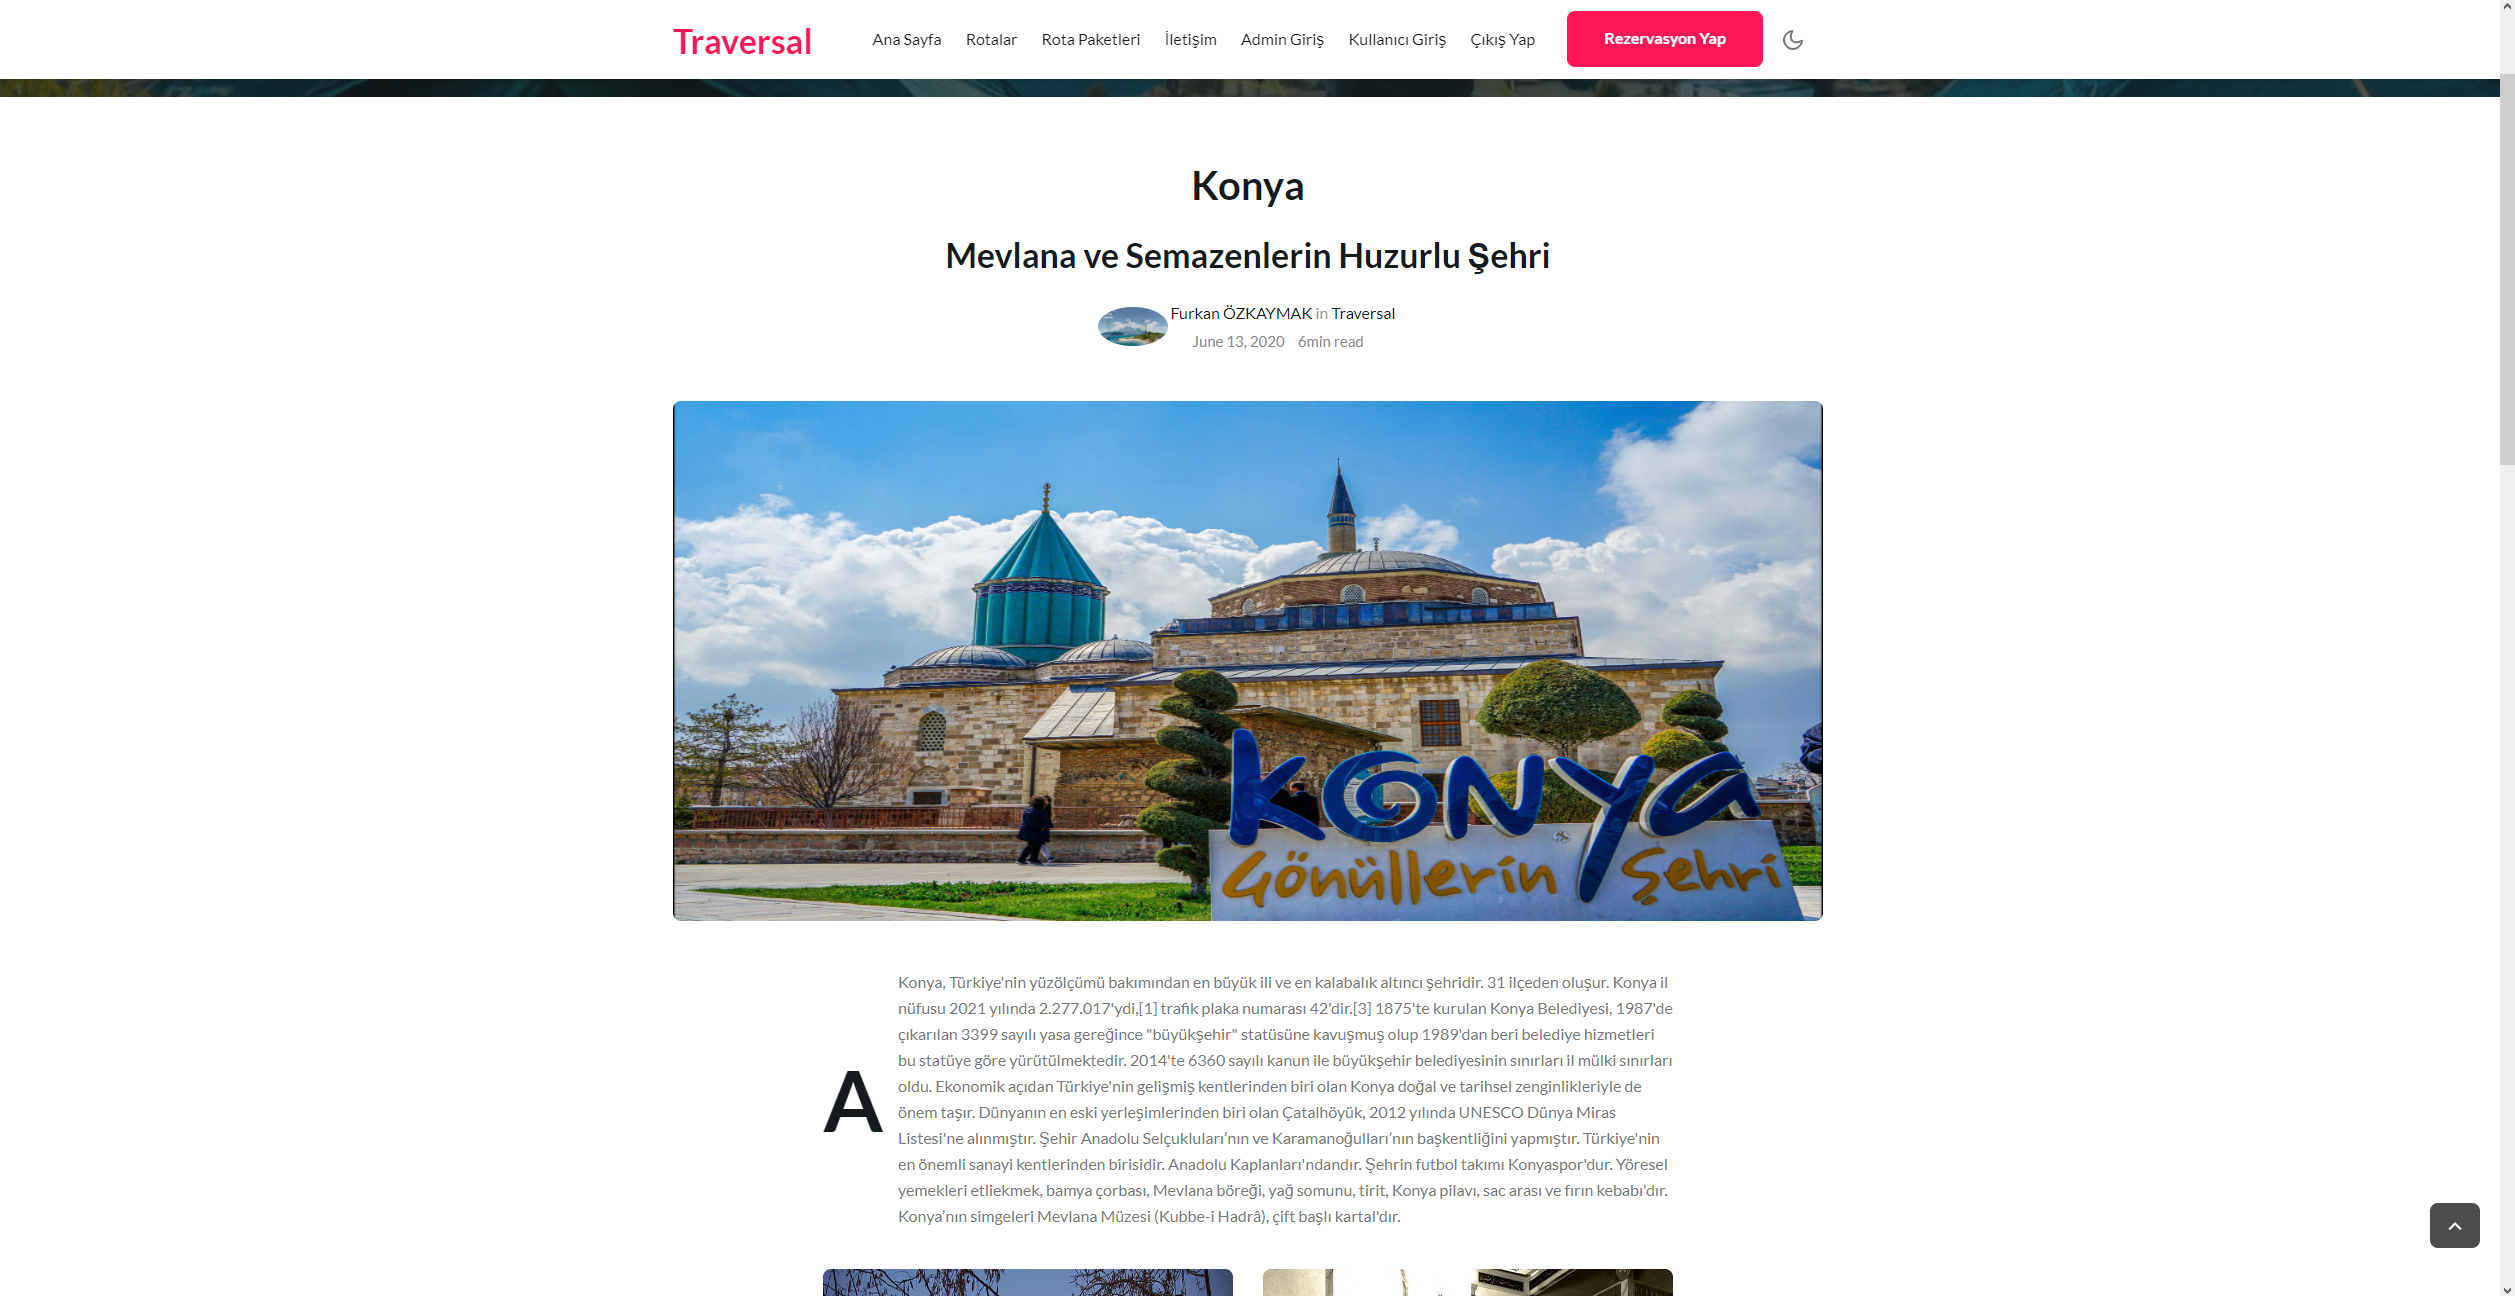 Traversal
Ana Sayfa Rotalar Rota Paketleri İletişim Admin Giriş Kullanıcı Giriş Çıkış Yap Rezervasyon Yap
Konya
Mevlana ve Semazenlerin Huzurlu Şehri
Furkan ÖZKAYMAK in Traversal
June 13, 2020 6min read
KONYA
Gönüllerin Şehri
A
Konya, Türkiye'nin yüzölçümü bakımından en büyük ili ve en kalabalık altıncı şehridir. 31 ilçeden oluşur. Konya il
nüfusu 2021 yılında 2.277.017'ydi,[1] trafik plaka numarası 42'dir.[3] 1875'te kurulan Konya Belediyesi, 1987'de
çıkarılan 3399 sayılı yasa gereğince "büyükşehir" statüsüne kavuşmuş olup 1989'dan beri belediye hizmetleri
bu statüye göre yürütülmektedir. 2014'te 6360 sayılı kanun ile büyükşehir belediyesinin sınırları il mülki sınırları
oldu. Ekonomik açıdan Türkiye'nin gelişmiş kentlerinden biri olan Konya doğal ve tarihsel zenginlikleriyle de
önem taşır. Dünyanın en eski yerleşimlerinden biri olan Çatalhöyük, 2012 yılında UNESCO Dünya Miras
Listesi'ne alınmıştır. Şehir Anadolu Selçukluları’nın ve Karamanoğulları’nın başkentliğini yapmıştır. Türkiye'nin
en önemli sanayi kentlerinden birisidir. Anadolu Kaplanları'ndandır. Şehrin futbol takımı Konyaspor'dur. Yöresel
yemekleri etliekmek, bamya çorbası, Mevlana böreği, yağ somunu, tirit, Konya pilavı, sac arası ve fırın kebabı'dır.
Konya’nın simgeleri Mevlana Müzesi (Kubbe-i Hadrâ), çift başlı kartal'dır.